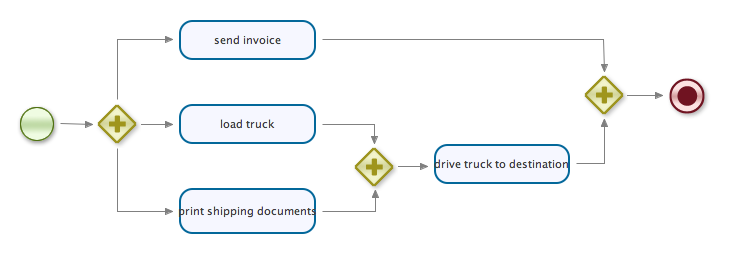 send invoice
load truck
drive truck to destination
print shipping documents